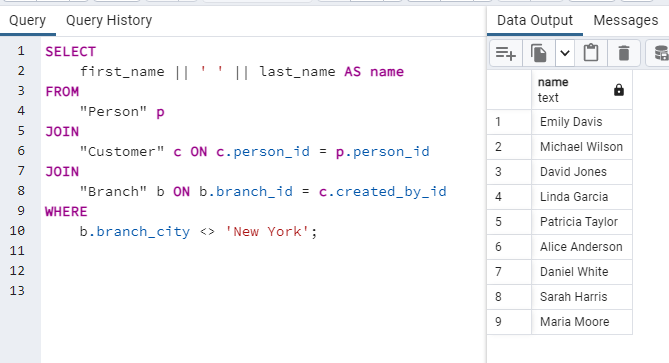 Query Query History
1 SELECT
2 first_name || ' ' || last_name AS name
3 FROM
4 "Person" p
5 JOIN
6 "Customer" c ON c.person_id = p.person_id
7 JOIN
8 "Branch" b ON b.branch_id = c.created_by_id
9 WHERE
10 b.branch_city <> 'New York';
11
12
13
Data Output Messages
name
text
1 Emily Davis
2 Michael Wilson
3 David Jones
4 Linda Garcia
5 Patricia Taylor
6 Alice Anderson
7 Daniel White
8 Sarah Harris
9 Maria Moore